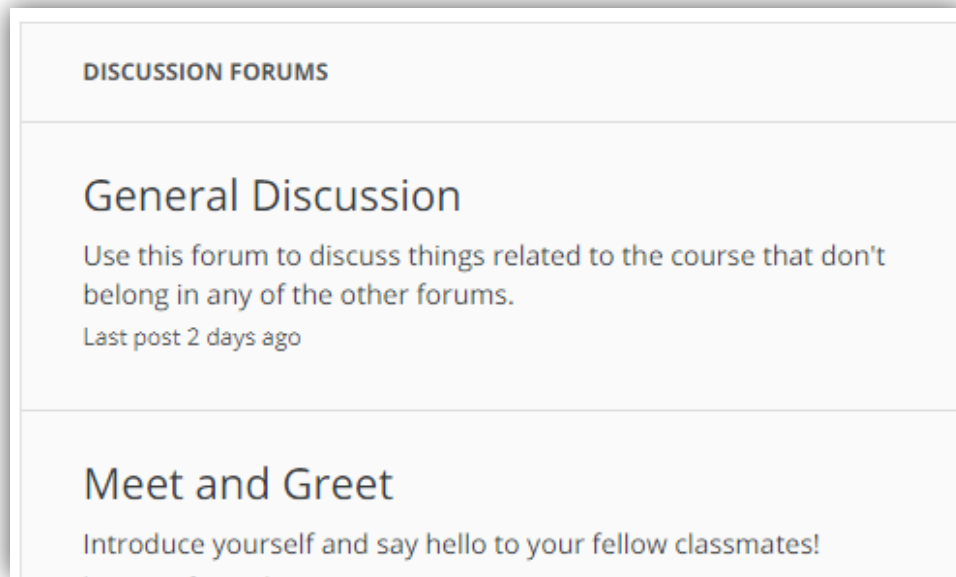 DISCUSSION FORUMS
General Discussion
Use this forum to discuss things related to the course that don't
belong in any of the other forums.
Last post 2 days ago
Meet and Greet
Introduce yourself and say hello to your fellow classmates!